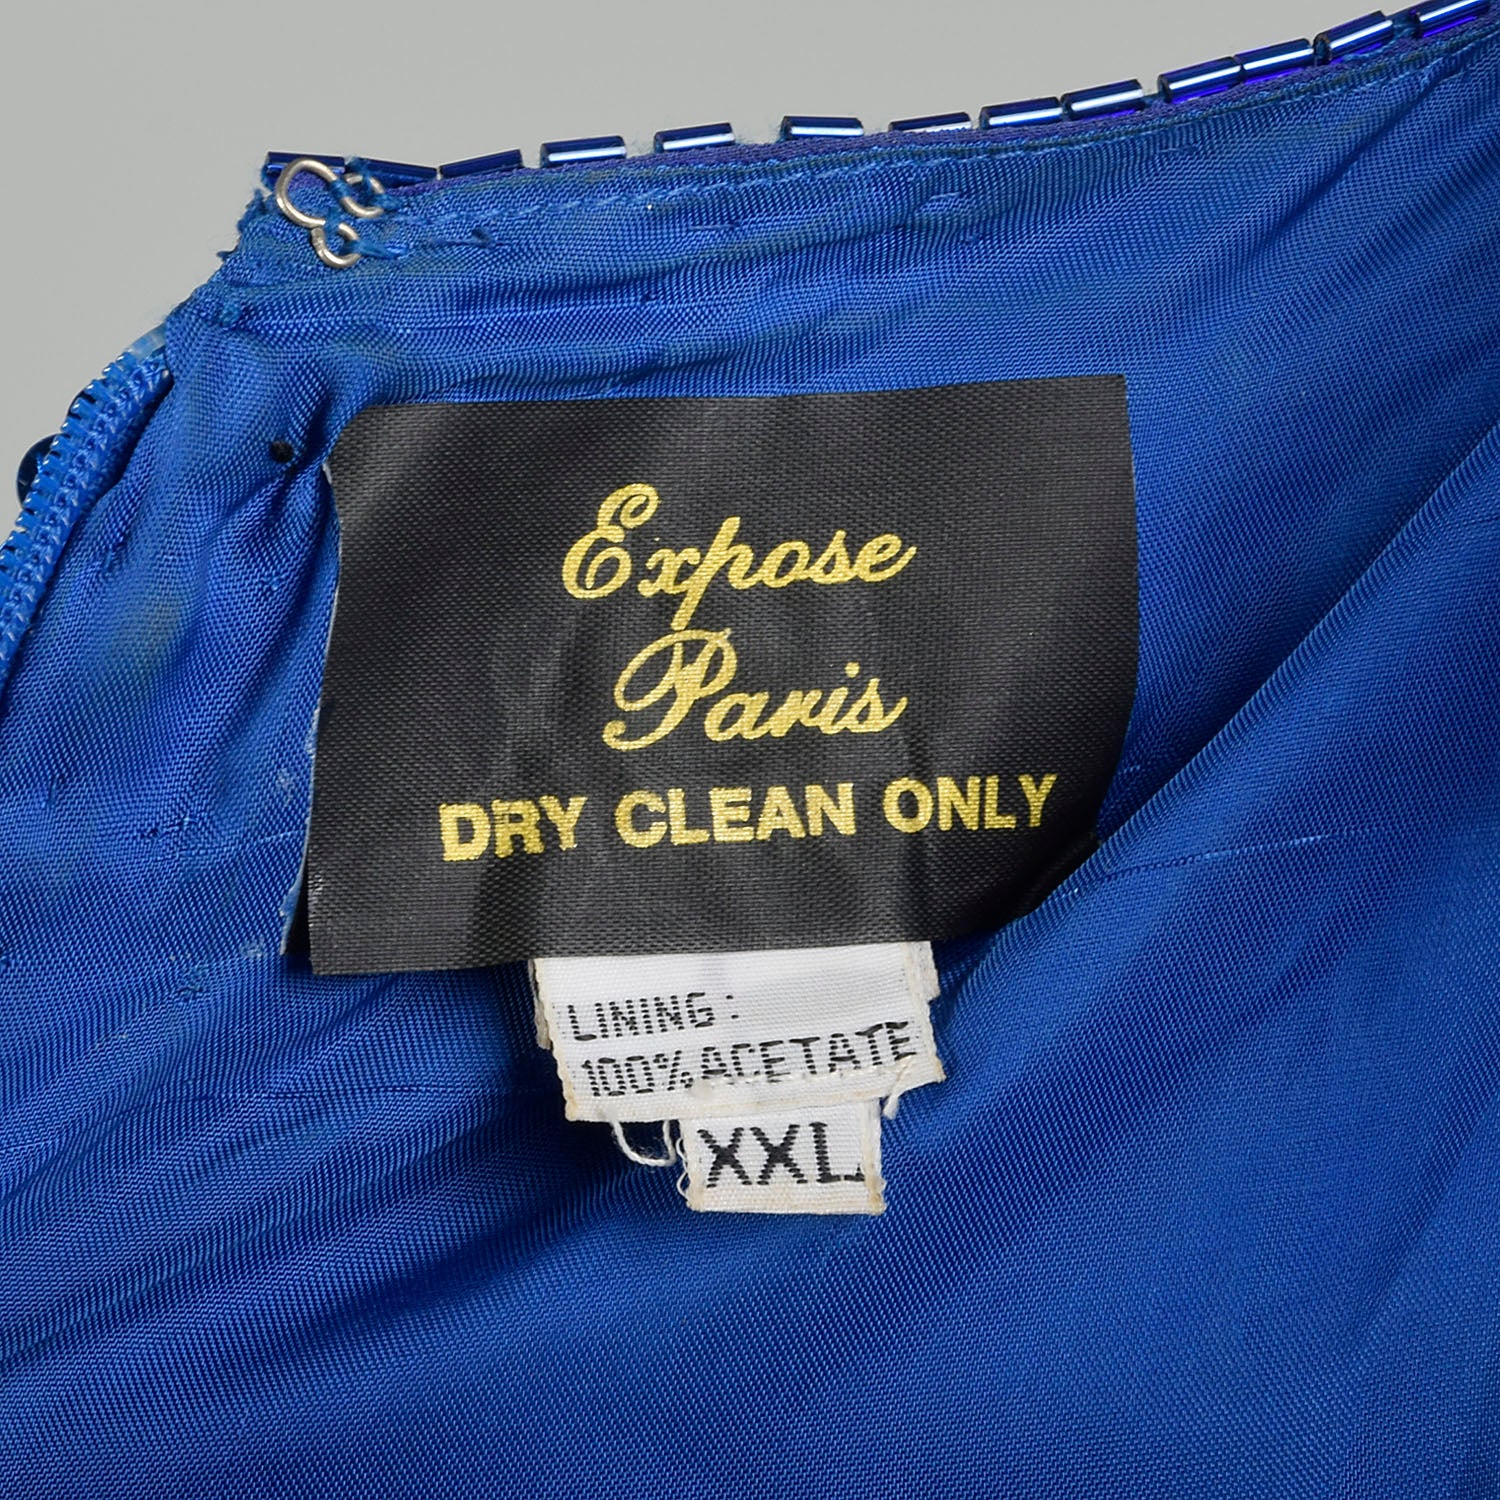 Expose
Paris
DRY CLEAN ONLY
LINING:
100% ACETATE
XXL